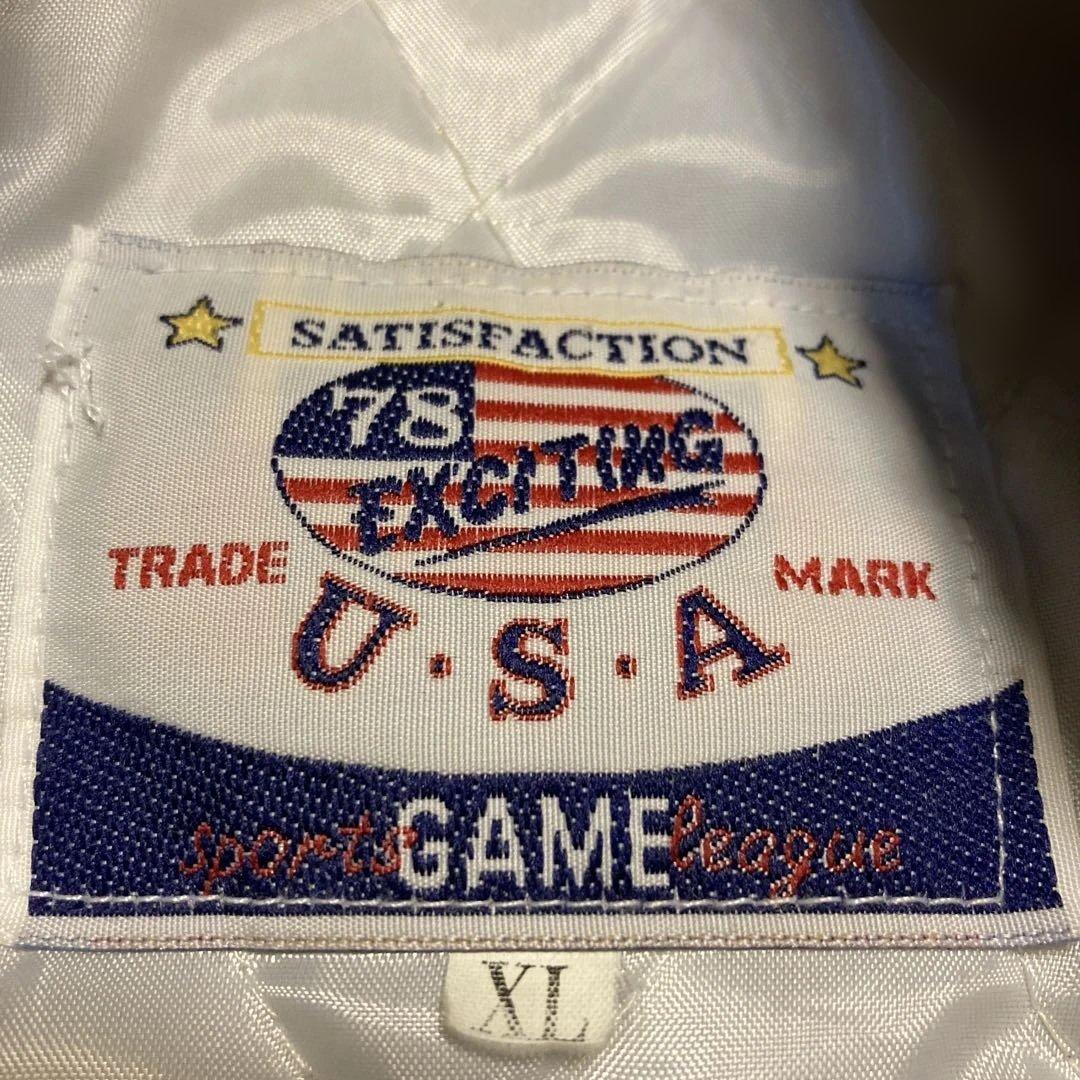 SATISFACTION
78
EXCITING
TRADE MARK
U·S·A
sports GAME league
XL